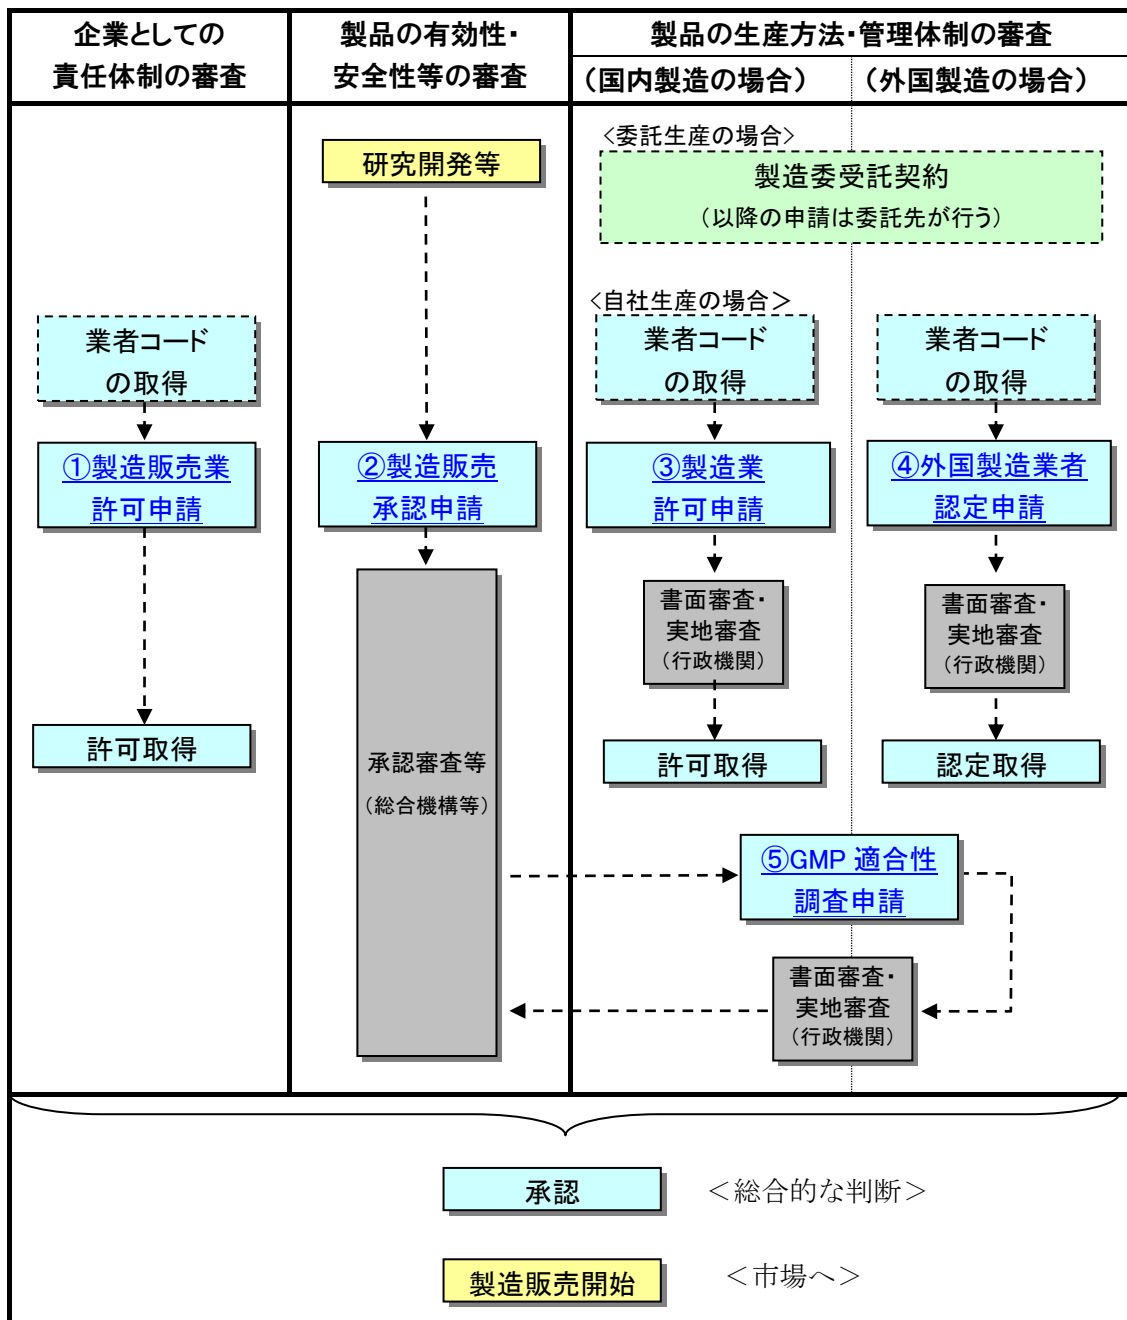 企業としての
責任体制の審査
製品の有効性・
安全性等の審査
製品の生産方法・管理体制の審査
（国内製造の場合）
（外国製造の場合）
<委託生産の場合>
製造委受託契約
（以降の申請は委託先が行う）
研究開発等
<自社生産の場合＞
業者コード
の取得
業者コード
の取得
業者コード
の取得
①製造販売業
許可申請
②製造販売
承認申請
③製造業
許可申請
④外国製造業者
認定申請
書面審査・
実地審査
（行政機関）
書面審査・
実地審査
（行政機関）
許可取得
承認審査等
（総合機構等）
許可取得
認定取得
⑤GMP 適合性
調査申請
書面審査・
実地審査
（行政機関）
承認
＜総合的な判断＞
製造販売開始
＜市場へ＞